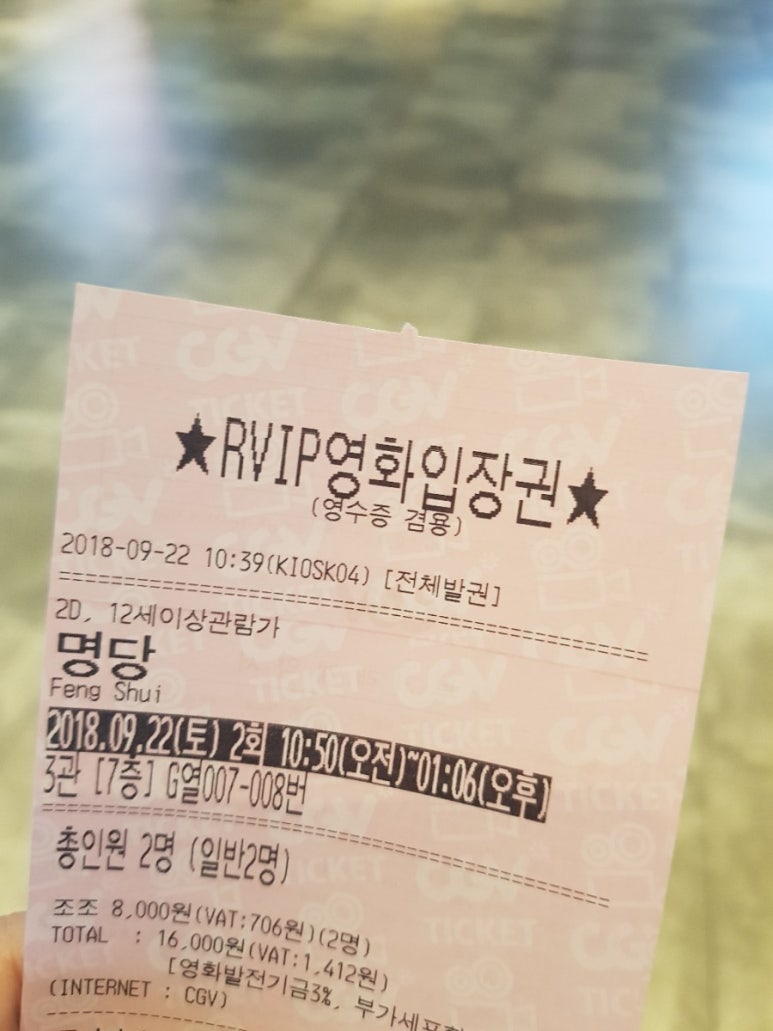 ★RVIP영화입장권★
(영수증 겸용)
2018-09-22 10:39(KIOSK04) [전체발권]
2D, 12세이상관람가
명당
Feng Shui
2018.09.22(토) 2회 10:50(오전)~01:06(오후)
3관 [7층] G열007-008번
총인원 2명 (일반2명)
조조 8,000원(VAT:706원)(2명)
TOTAL : 16,000원(VAT:1,412원)
[영화발전기금3%, 부가세포함
(INTERNET : CGV)